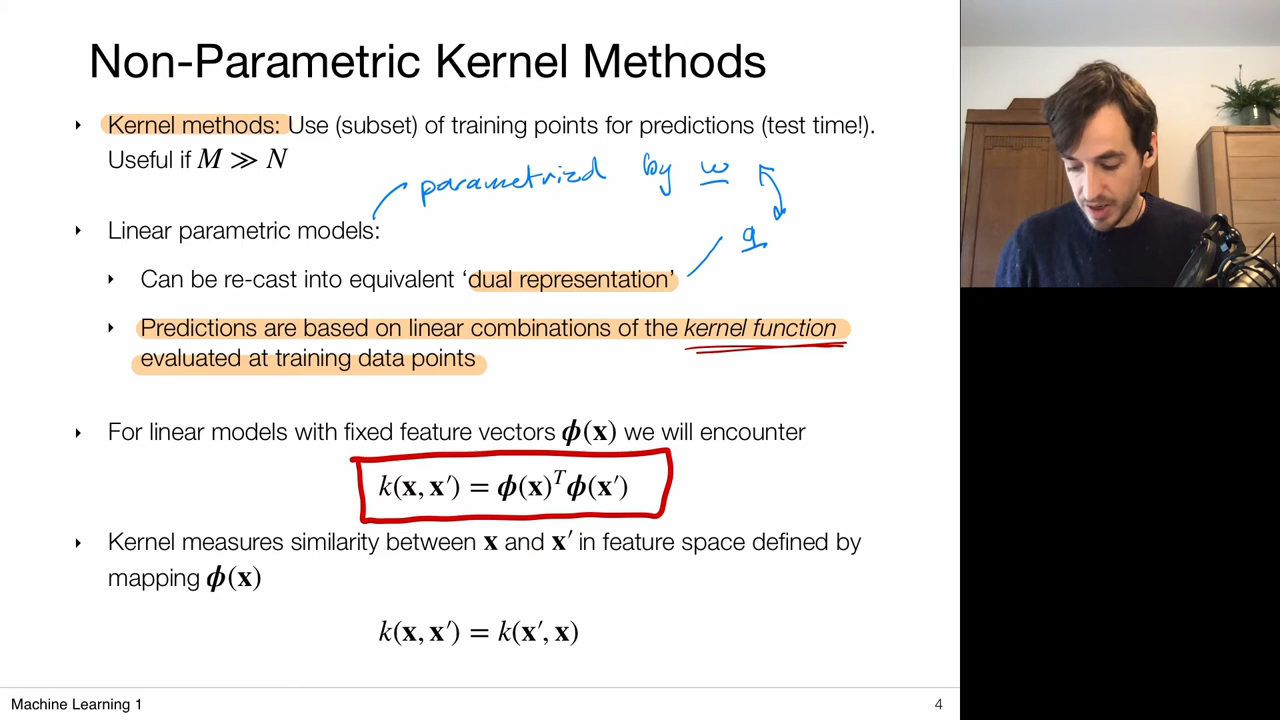 Non-Parametric Kernel Methods
‣ Kernel methods: Use (subset) of training points for predictions (test time!).
Useful if M ≫ N
parametrized by w
‣ Linear parametric models:
a
‣ Can be re-cast into equivalent ‘dual representation’
‣ Predictions are based on linear combinations of the kernel function
evaluated at training data points
‣ For linear models with fixed feature vectors ϕ(x) we will encounter
k(x, x′) = ϕ(x)ᵀϕ(x′)
‣ Kernel measures similarity between x and x′ in feature space defined by
mapping ϕ(x)
k(x, x′) = k(x′, x)
Machine Learning 1
4